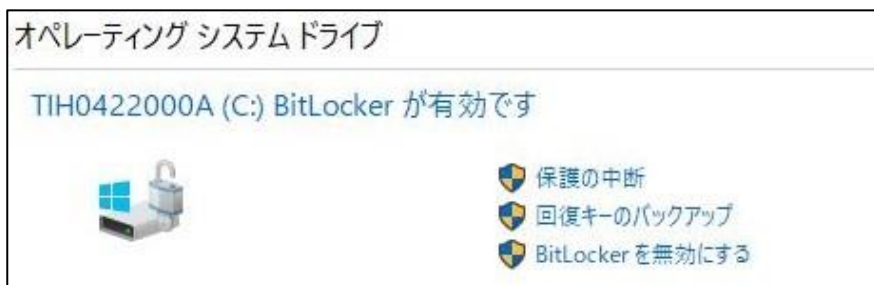 オペレーティング システム ドライブ
TIH0422000A (C:) BitLocker が有効です
保護の中断
回復キーのバックアップ
BitLocker を無効にする